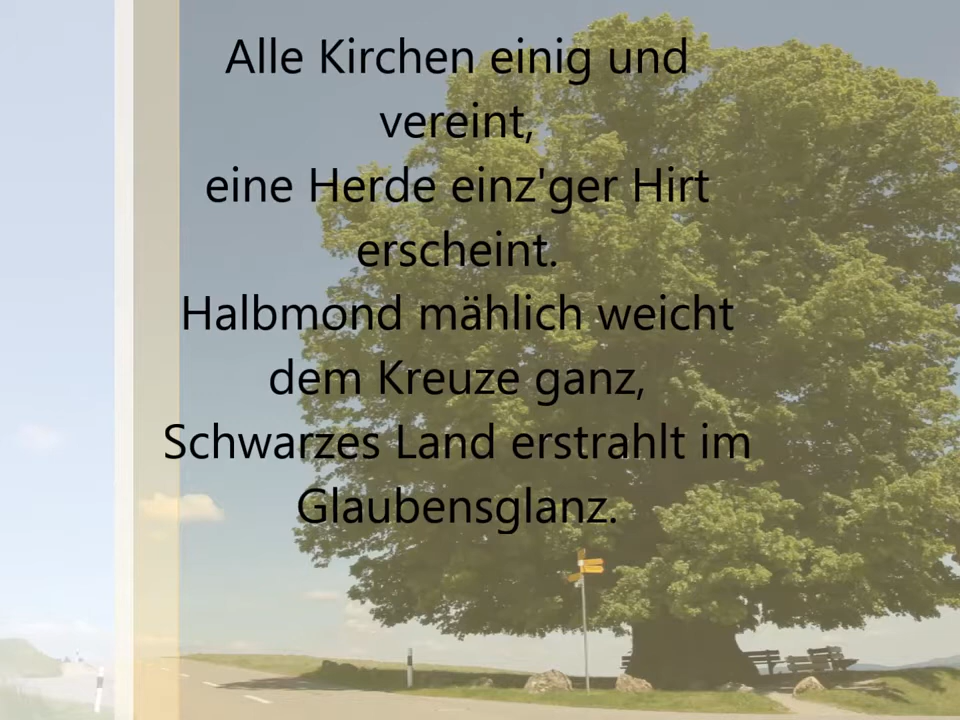 Alle Kirchen einig und
vereint,
eine Herde einz'ger Hirt
erscheint.
Halbmond mählich weicht
dem Kreuze ganz,
Schwarzes Land erstrahlt im
Glaubensglanz.